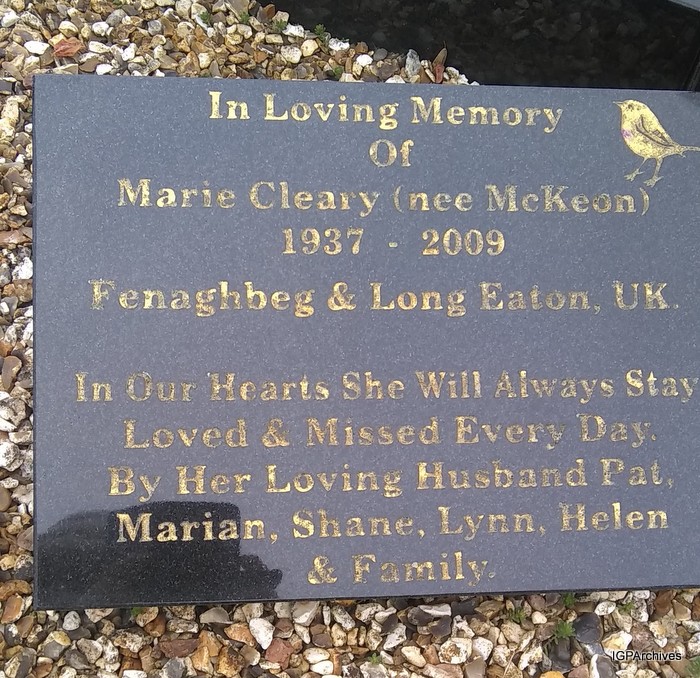 In Loving Memory
Of
Marie Cleary (nee McKeon)
1937 - 2009
Fenaghbeg & Long Eaton, UK.
In Our Hearts She Will Always Stay
Loved & Missed Every Day.
By Her Loving Husband Pat,
Marian, Shane, Lynn, Helen
& Family.
IGPArchives